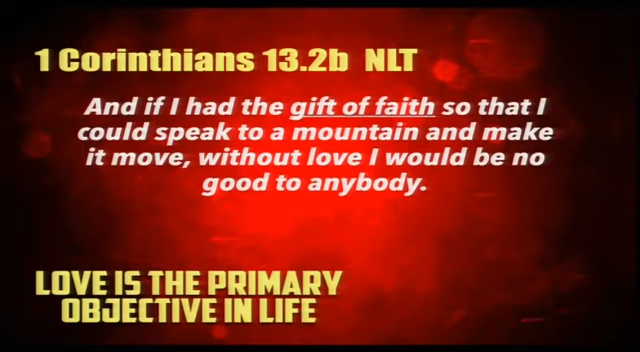 1 Corinthians 13.2b NLT
And if I had the gift of faith so that I
could speak to a mountain and make
it move, without love I would be no
good to anybody.
LOVE IS THE PRIMARY
OBJECTIVE IN LIFE